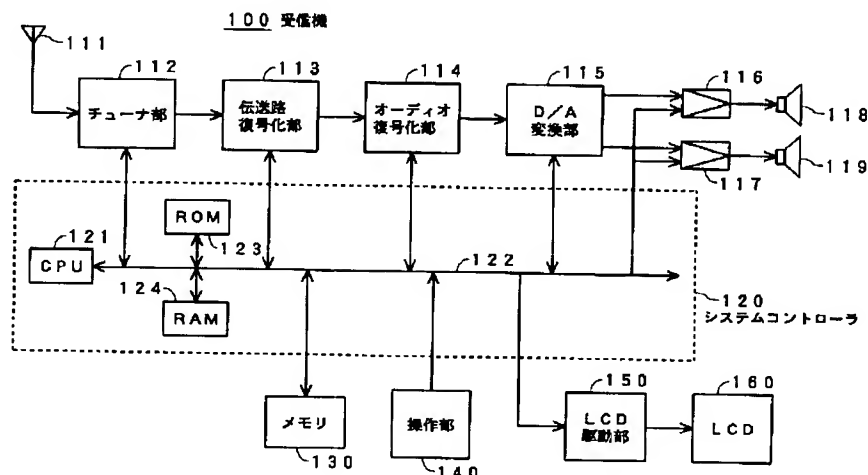 100 受信機
111
112
チューナ部
113
伝送路
復号化部
114
オーディオ
復号化部
115
D/A
変換部
116
118
117
119
ROM
123
121
CPU
124
RAM
122
120
システムコントローラ
メモリ
130
操作部
140
150
LCD
駆動部
160
LCD